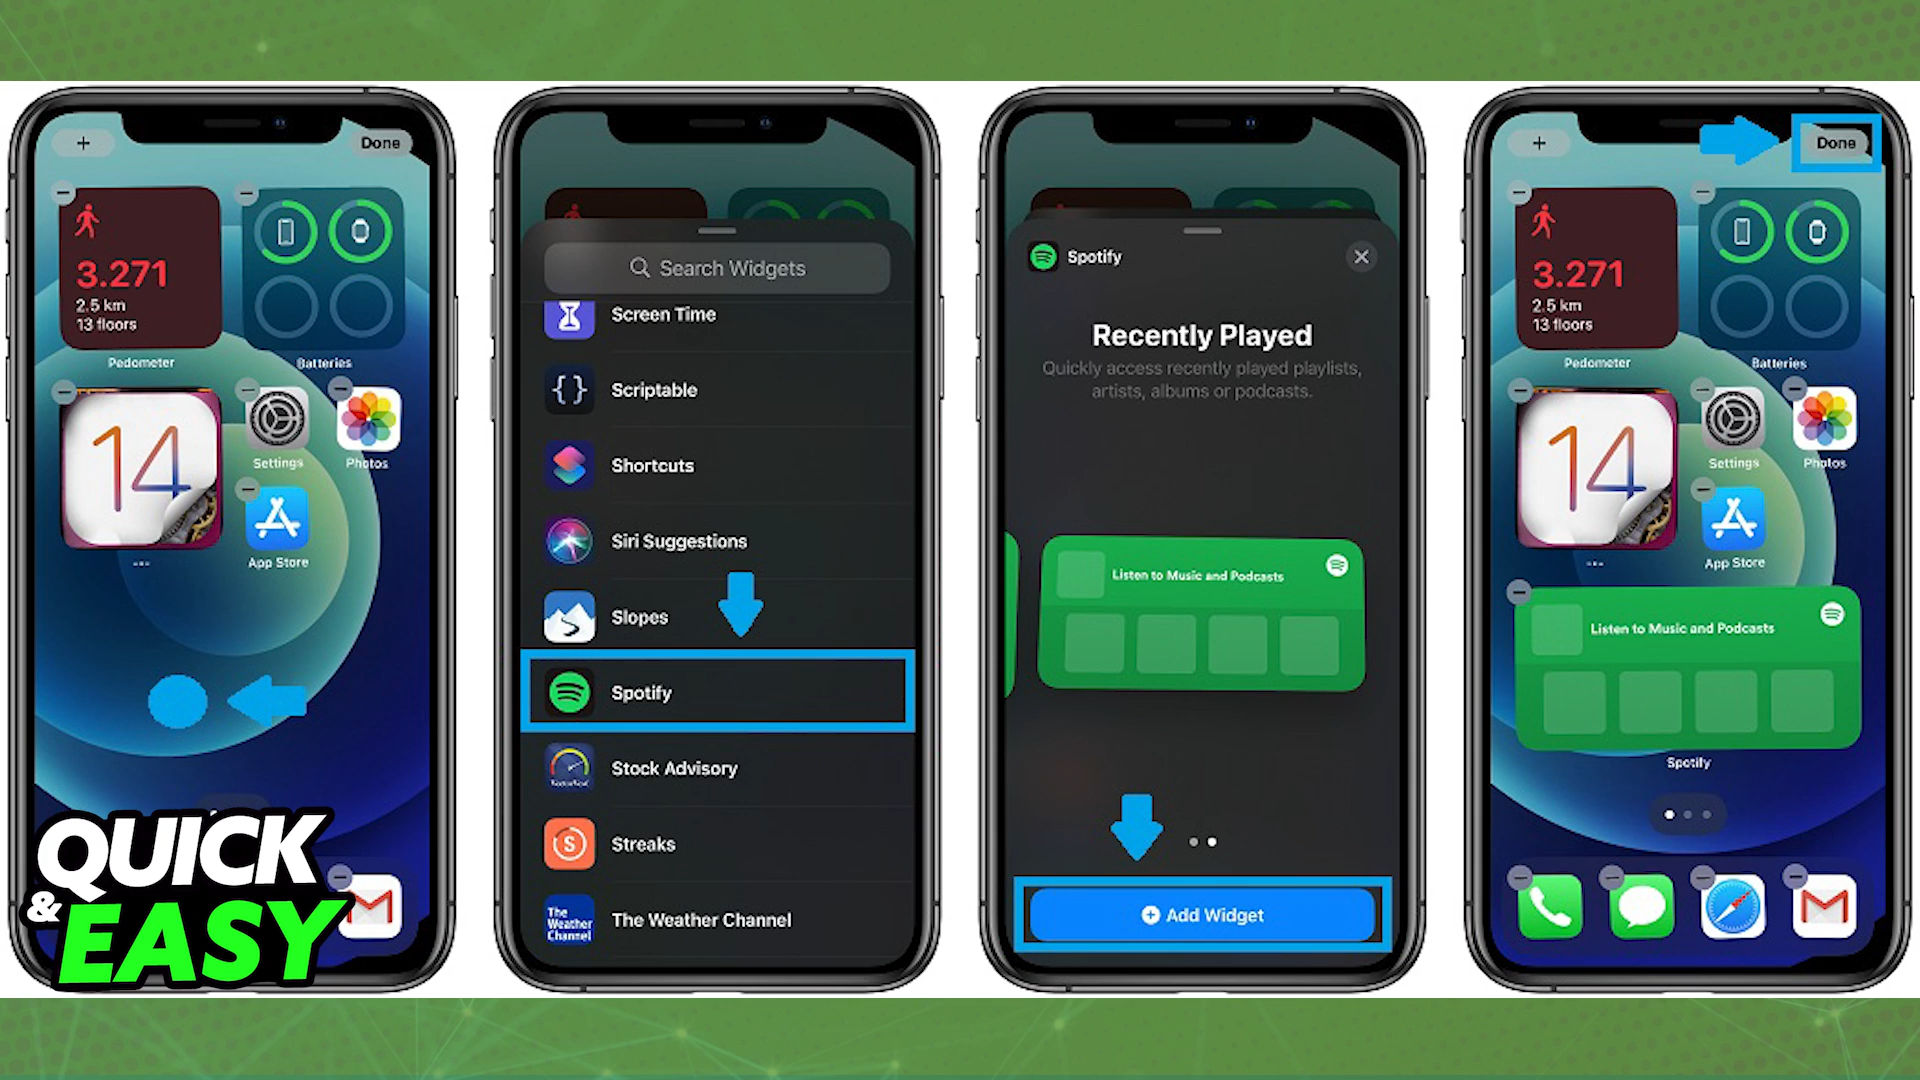 +
Done
3.271
2.5 km
13 floors
Pedometer
Batteries
14
Settings
Photos
App Store
QUICK
&
EASY
Search Widgets
Screen Time
{ }
Scriptable
Shortcuts
Siri Suggestions
Slopes
Spotify
Stock Advisory
S
Streaks
The
Weather
Channel
The Weather Channel
Spotify
Recently Played
Quickly access recently played playlists,
artists, albums or podcasts.
Listen to Music and Podcasts
Add Widget
+
Done
3.271
2.5 km
13 floors
Pedometer
Batteries
14
Settings
Photos
App Store
Listen to Music and Podcasts
Spotify